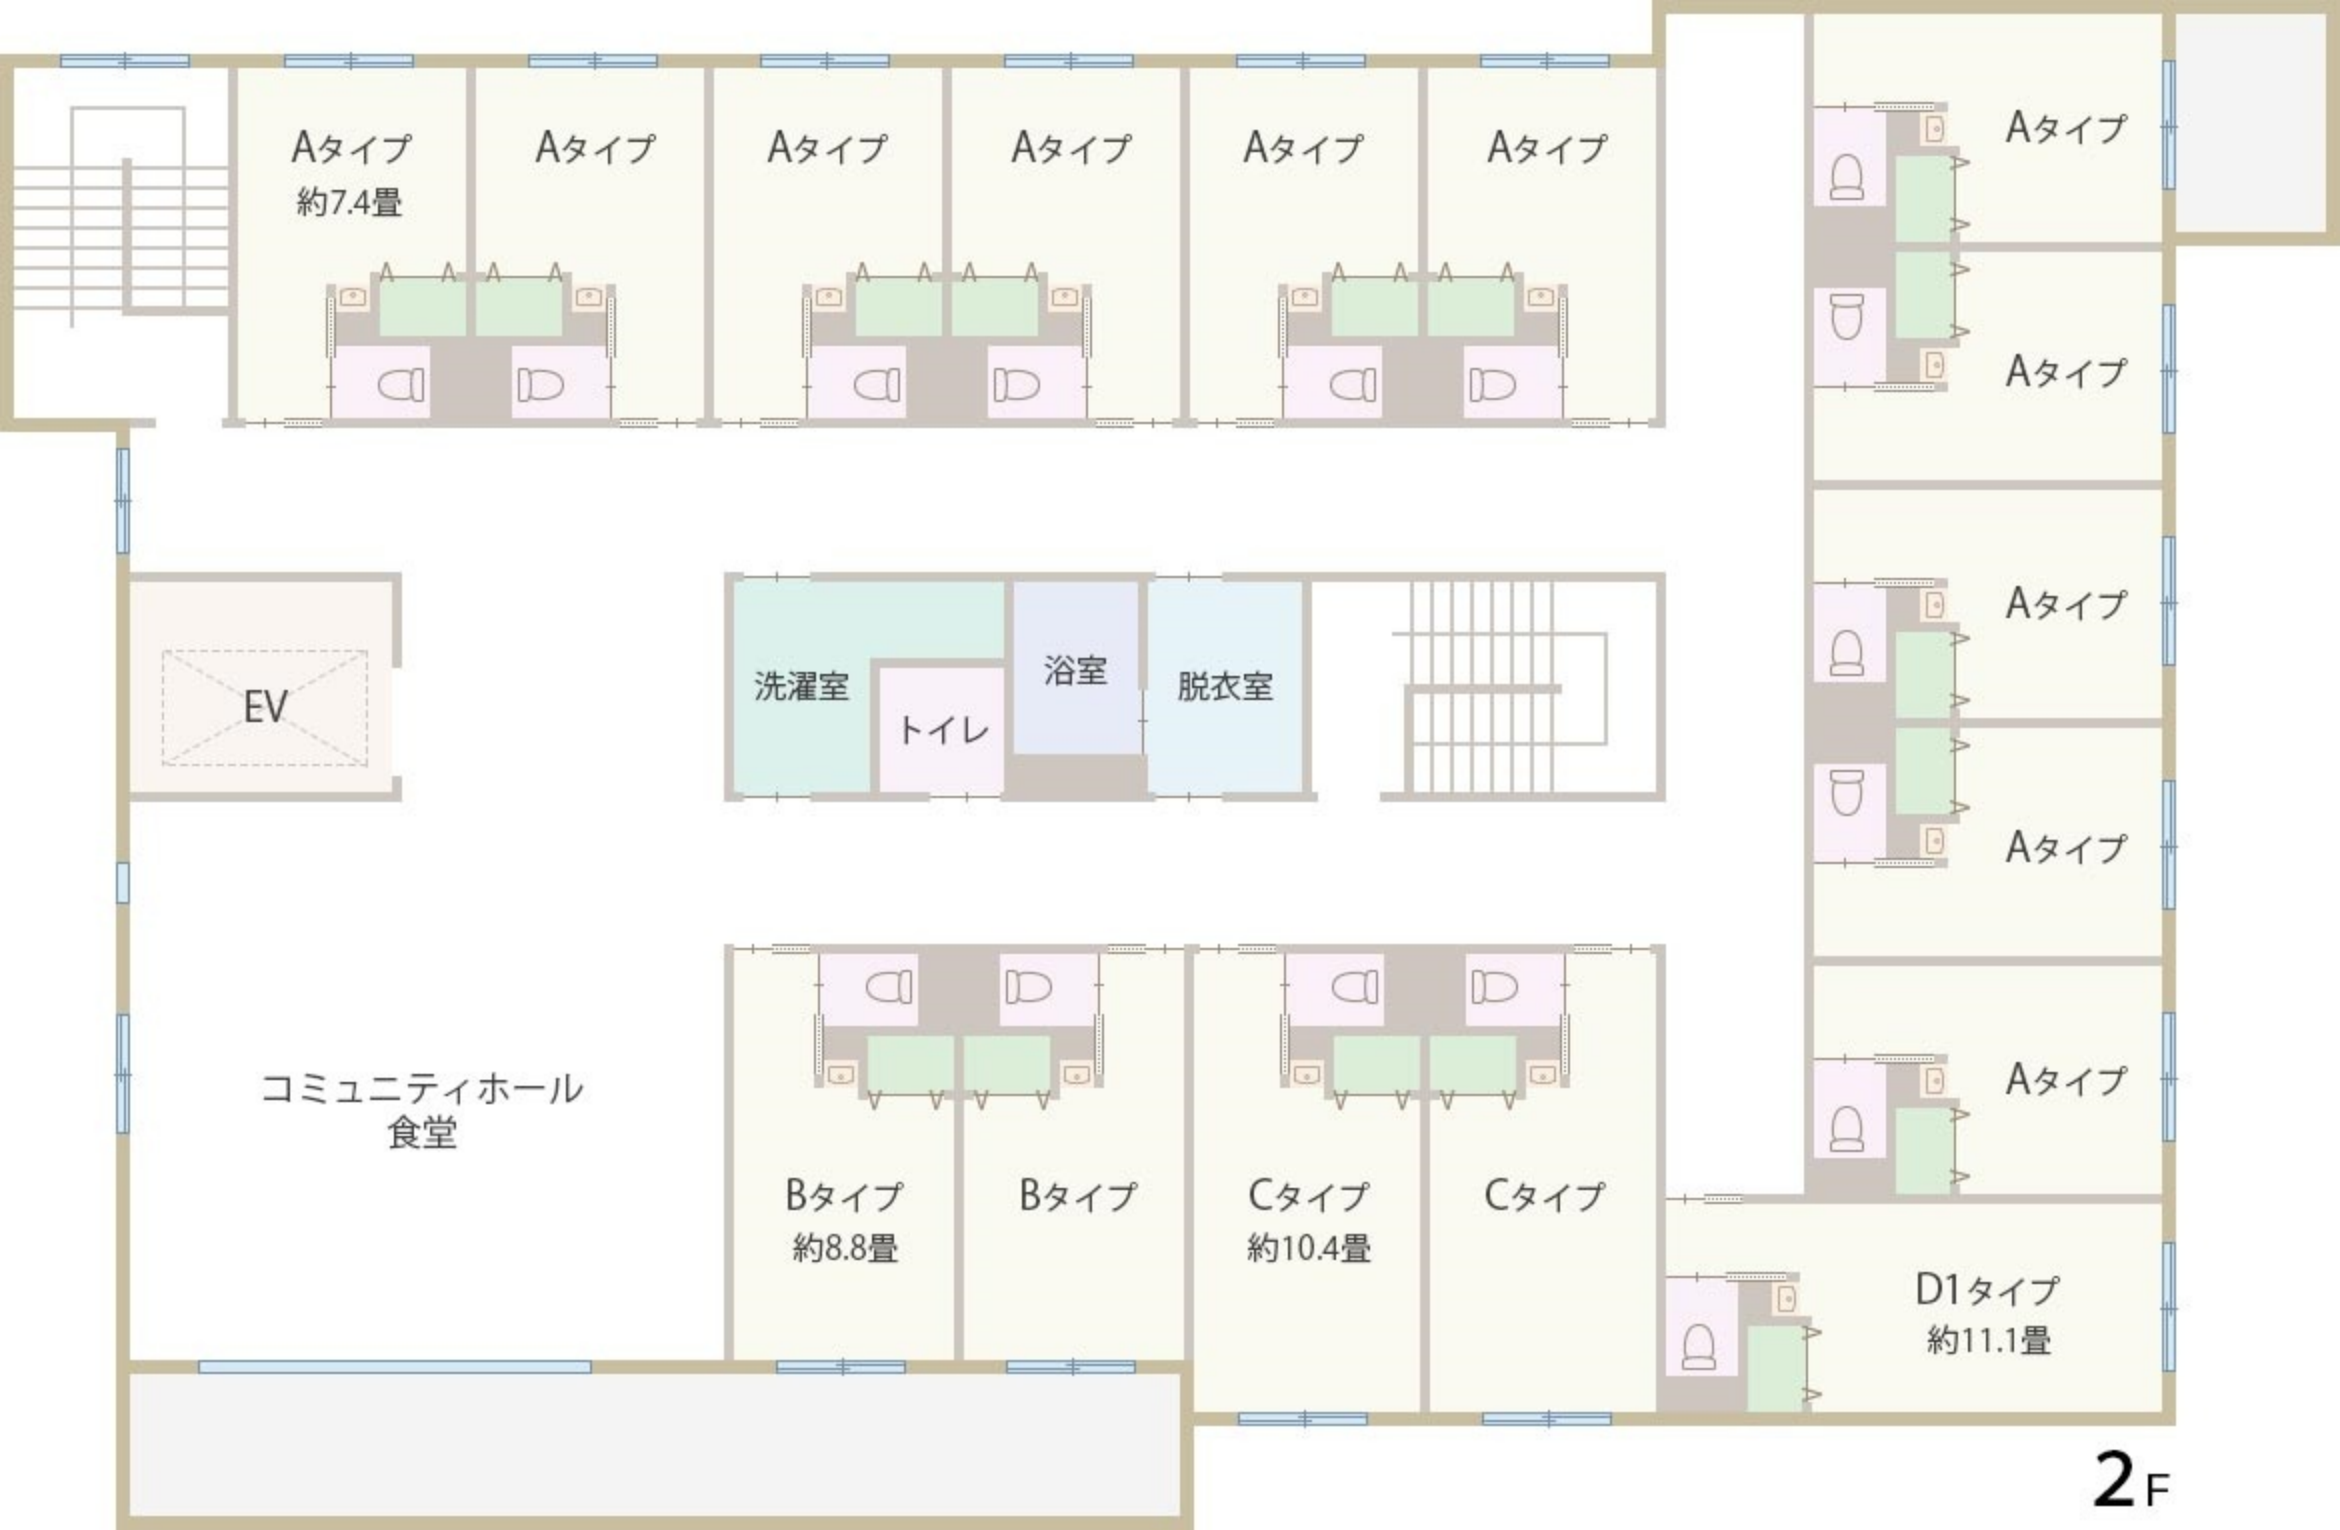 Aタイプ
約7.4畳
Aタイプ
Aタイプ
Aタイプ
Aタイプ
Aタイプ
Aタイプ
Aタイプ
Aタイプ
Aタイプ
Aタイプ
EV
洗濯室
トイレ
浴室
脱衣室
コミュニティホール
食堂
Bタイプ
約8.8畳
Bタイプ
Cタイプ
約10.4畳
Cタイプ
D1タイプ
約11.1畳
2F